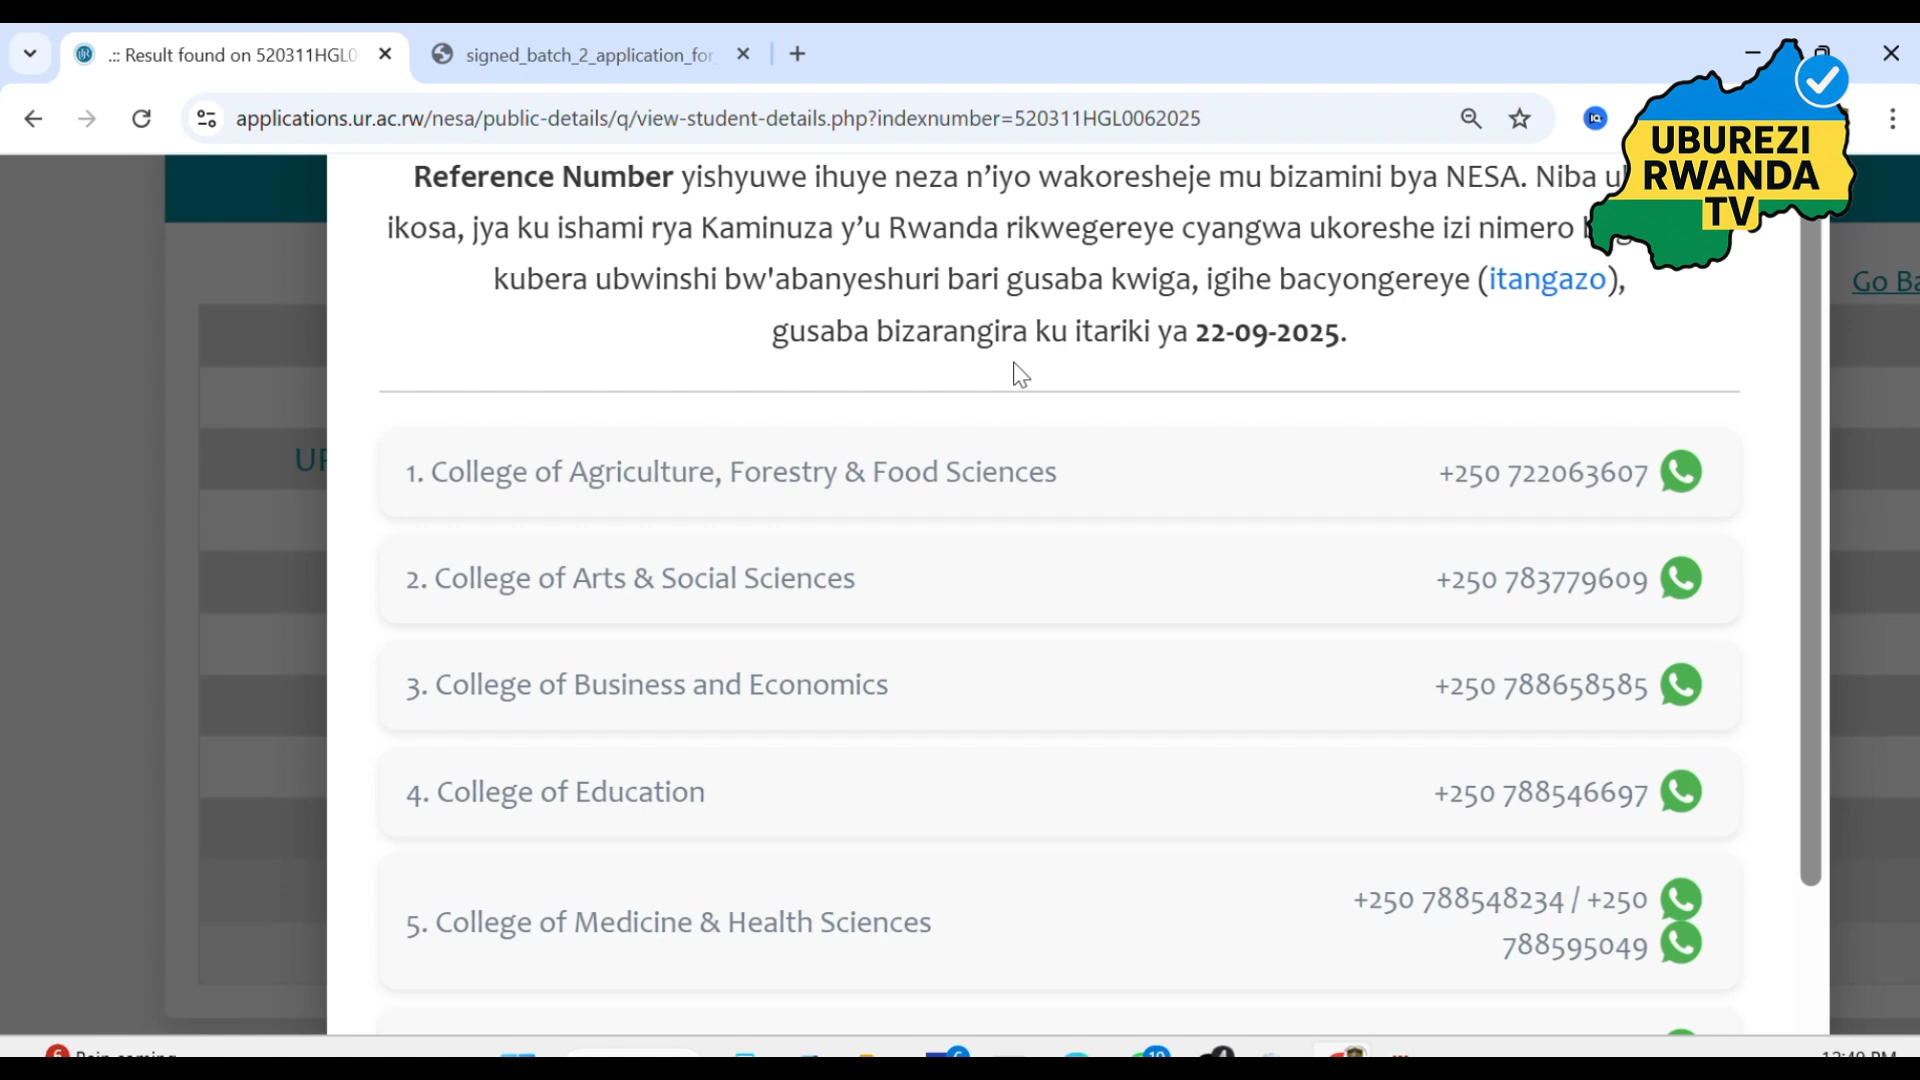 .:: Result found on 520311HGL0
signed_batch_2_application_for
applications.ur.ac.rw/nesa/public-details/q/view-student-details.php?indexnumber=520311HGL0062025
UBUREZI
RWANDA
TV
Reference Number yishyuwe ihuye neza n’iyo wakoresheje mu bizamini bya NESA. Niba
ikosa, jya ku ishami rya Kaminuza y’u Rwanda rikwegereye cyangwa ukoreshe izi nimero
kubera ubwinshi bw'abanyeshuri bari gusaba kwiga, igihe bacyongereye (itangazo),
gusaba bizarangira ku itariki ya 22-09-2025.
Go Ba
1. College of Agriculture, Forestry & Food Sciences +250 722063607
2. College of Arts & Social Sciences +250 783779609
3. College of Business and Economics +250 788658585
4. College of Education +250 788546697
5. College of Medicine & Health Sciences +250 788548234 / +250
788595049